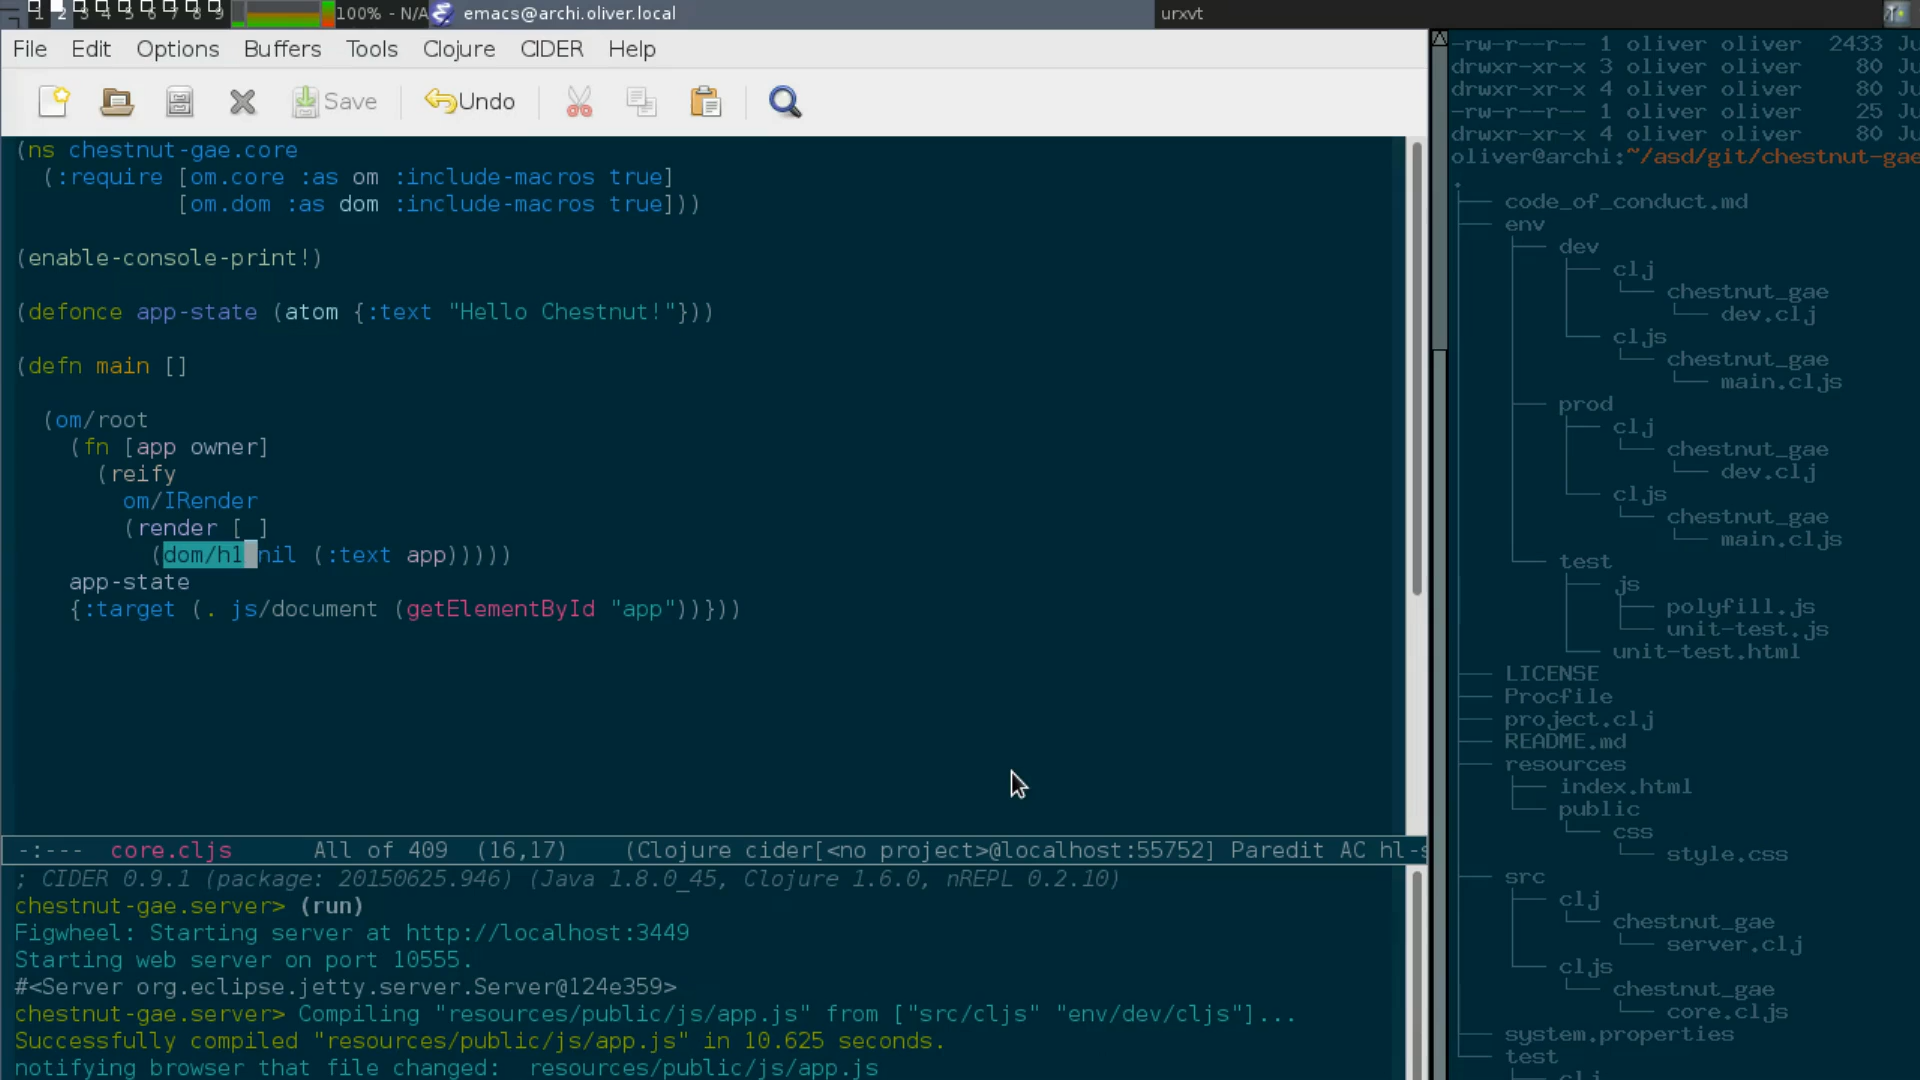 1 2 3 4 5 6 7 8 9 100% - N/A emacs@archi.oliver.local urxvt
File Edit Options Buffers Tools Clojure CIDER Help
Save Undo
(ns chestnut-gae.core
  (:require [om.core :as om :include-macros true]
            [om.dom :as dom :include-macros true]))
(enable-console-print!)
(defonce app-state (atom {:text "Hello Chestnut!"}))
(defn main []
  (om/root
    (fn [app owner]
      (reify
        om/IRender
        (render [_]
          (dom/h1 nil (:text app)))))
    app-state
    {:target (. js/document (getElementById "app"))}))
-:--- core.cljs All of 409 (16,17) (Clojure cider[<no project>@localhost:55752] Paredit AC hl-s
; CIDER 0.9.1 (package: 20150625.946) (Java 1.8.0_45, Clojure 1.6.0, nREPL 0.2.10)
chestnut-gae.server> (run)
Figwheel: Starting server at http://localhost:3449
Starting web server on port 10555.
#<Server org.eclipse.jetty.server.Server@124e359>
chestnut-gae.server> Compiling "resources/public/js/app.js" from ["src/cljs" "env/dev/cljs"]...
Successfully compiled "resources/public/js/app.js" in 10.625 seconds.
notifying browser that file changed:  resources/public/js/app.js
-rw-r--r-- 1 oliver oliver 2433 Ju
drwxr-xr-x 3 oliver oliver 80 Ju
drwxr-xr-x 4 oliver oliver 80 Ju
-rw-r--r-- 1 oliver oliver 25 Ju
drwxr-xr-x 4 oliver oliver 80 Ju
oliver@archi:~/asd/git/chestnut-gae
.
├── code_of_conduct.md
├── env
│   ├── dev
│   │   ├── clj
│   │   │   └── chestnut_gae
│   │   │       └── dev.clj
│   │   └── cljs
│   │       └── chestnut_gae
│   │           └── main.cljs
│   ├── prod
│   │   ├── clj
│   │   │   └── chestnut_gae
│   │   │       └── dev.clj
│   │   └── cljs
│   │       └── chestnut_gae
│   │           └── main.cljs
│   └── test
│       ├── js
│       │   ├── polyfill.js
│       │   └── unit-test.js
│       └── unit-test.html
├── LICENSE
├── Procfile
├── project.clj
├── README.md
├── resources
│   ├── index.html
│   └── public
│       └── css
│           └── style.css
├── src
│   ├── clj
│   │   └── chestnut_gae
│   │       └── server.clj
│   └── cljs
│       └── chestnut_gae
│           └── core.cljs
├── system.properties
└── test
    ├── clj